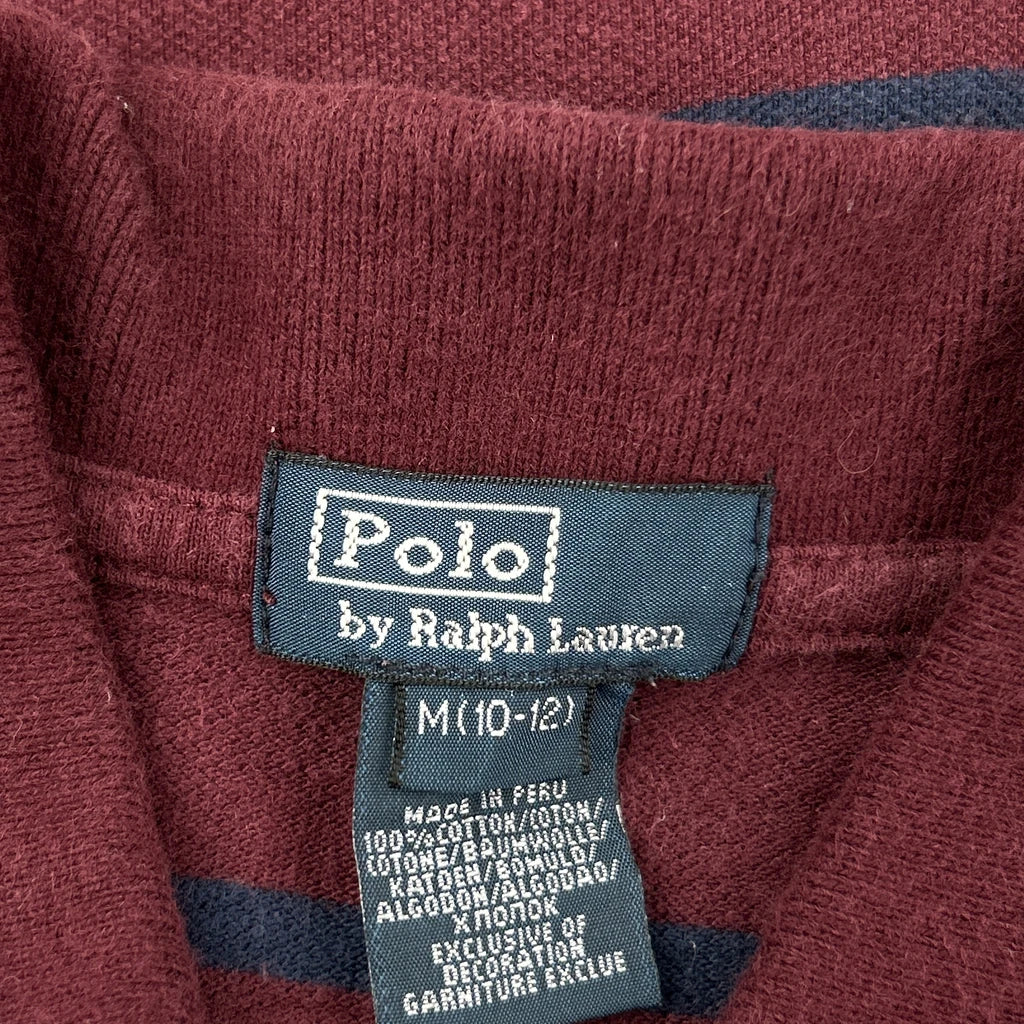 Polo
by Ralph Lauren
M(10-12)
MADE IN PERU
100%COTTON/COTON/
COTONE/BAUMWOLLE/
KATOEN/BOMULD/
ALGODON/ALGODAO/
ХЛОПОК
EXCLUSIVE OF
DECORATION
GARNITURE EXCLUE